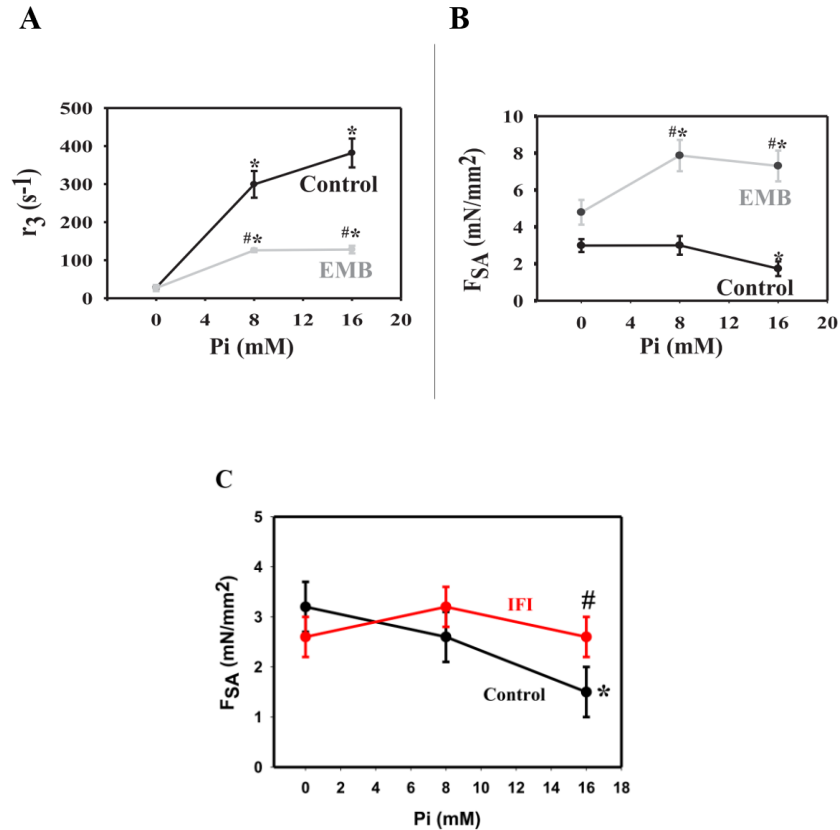 A
B
500
400
300
200
100
0
r3 (s-1)
*
*
Control
#*
#*
EMB
0
4
8
12
16
20
Pi (mM)
10
8
6
4
2
0
FSA (mN/mm2)
#*
#*
EMB
*
Control
0
4
8
12
16
20
Pi (mM)
C
5
4
3
2
1
0
FSA (mN/mm2)
IFI
#
Control
*
0 2 4 6 8 10 12 14 16 18
Pi (mM)